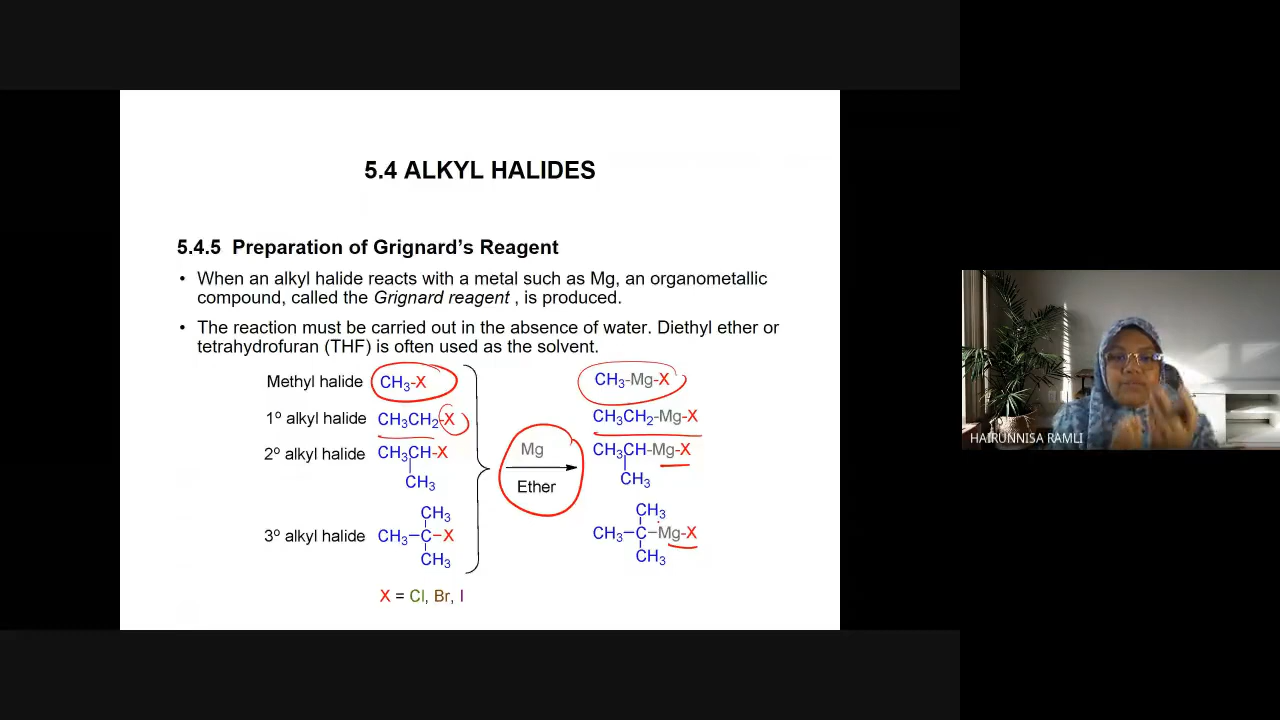 5.4 ALKYL HALIDES
5.4.5 Preparation of Grignard's Reagent
• When an alkyl halide reacts with a metal such as Mg, an organometallic
compound, called the Grignard reagent , is produced.
• The reaction must be carried out in the absence of water. Diethyl ether or
tetrahydrofuran (THF) is often used as the solvent.
Methyl halide CH₃-X CH₃-Mg-X
1º alkyl halide CH₃CH₂-X CH₃CH₂-Mg-X
2º alkyl halide CH₃CH-X CH₃CH-Mg-X
CH₃ CH₃
Mg
Ether
CH₃ CH₃
3º alkyl halide CH₃-C-X CH₃-C-Mg-X
CH₃ CH₃
X = Cl, Br, I
HAIRUNNISA RAMLI